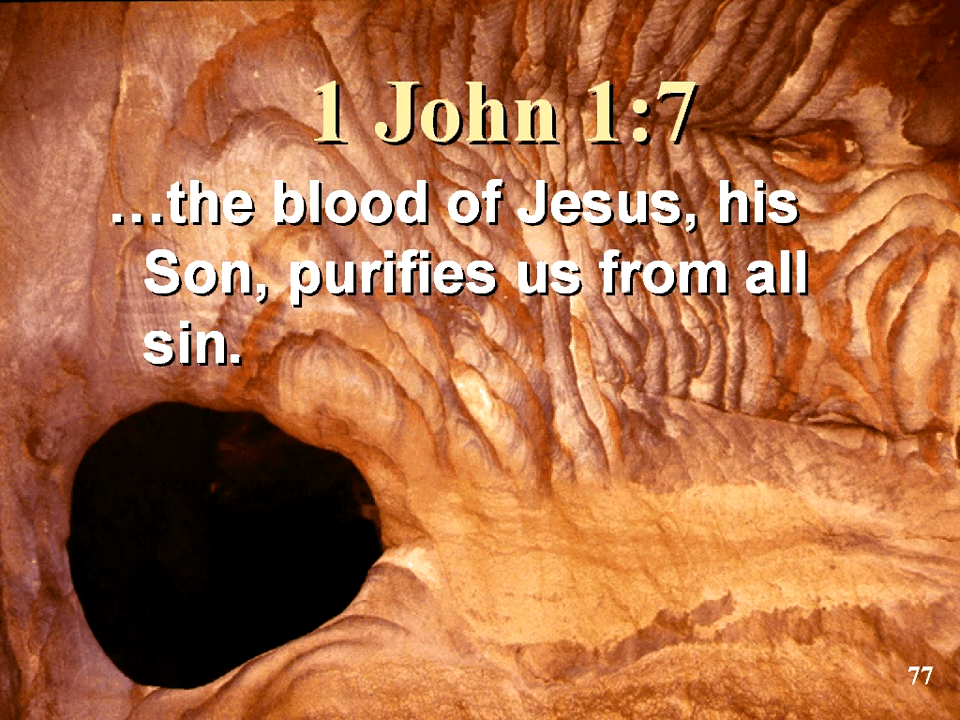 1 John 1:7
…the blood of Jesus, his
Son, purifies us from all
sin.
77